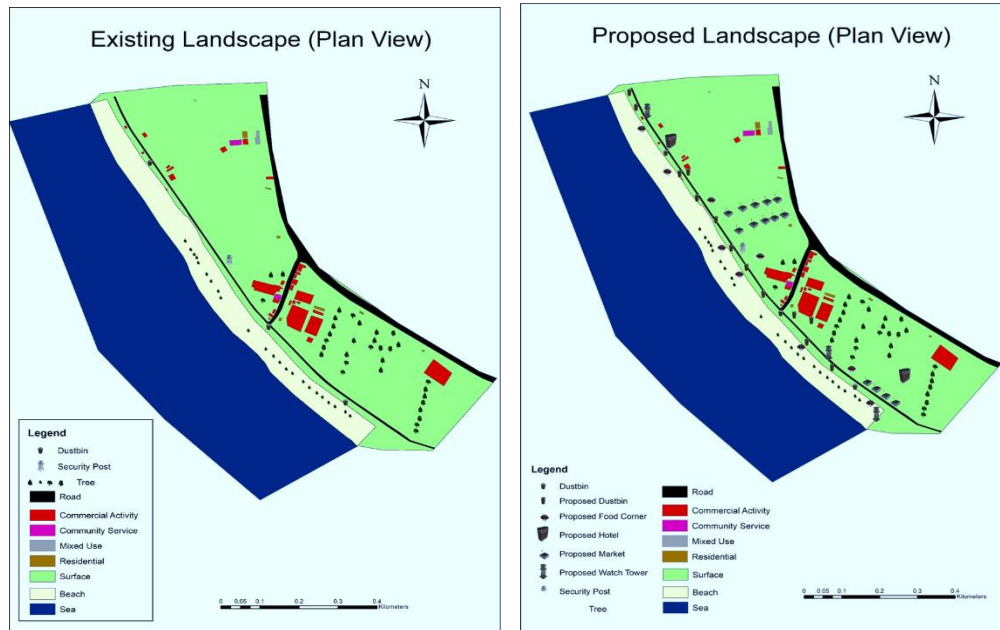 Existing Landscape (Plan View)
N
Legend
Dustbin
Security Post
Tree
Road
Commercial Activity
Community Service
Mixed Use
Residential
Surface
Beach
Sea
0 0.05 0.1 0.2 0.3 0.4
Kilometers
Proposed Landscape (Plan View)
N
Legend
Dustbin
Proposed Dustbin
Proposed Food Corner
Proposed Hotel
Proposed Market
Proposed Watch Tower
Security Post
Tree
Road
Commercial Activity
Community Service
Mixed Use
Residential
Surface
Beach
Sea
0 0.05 0.1 0.2 0.3 0.4
Kilometers